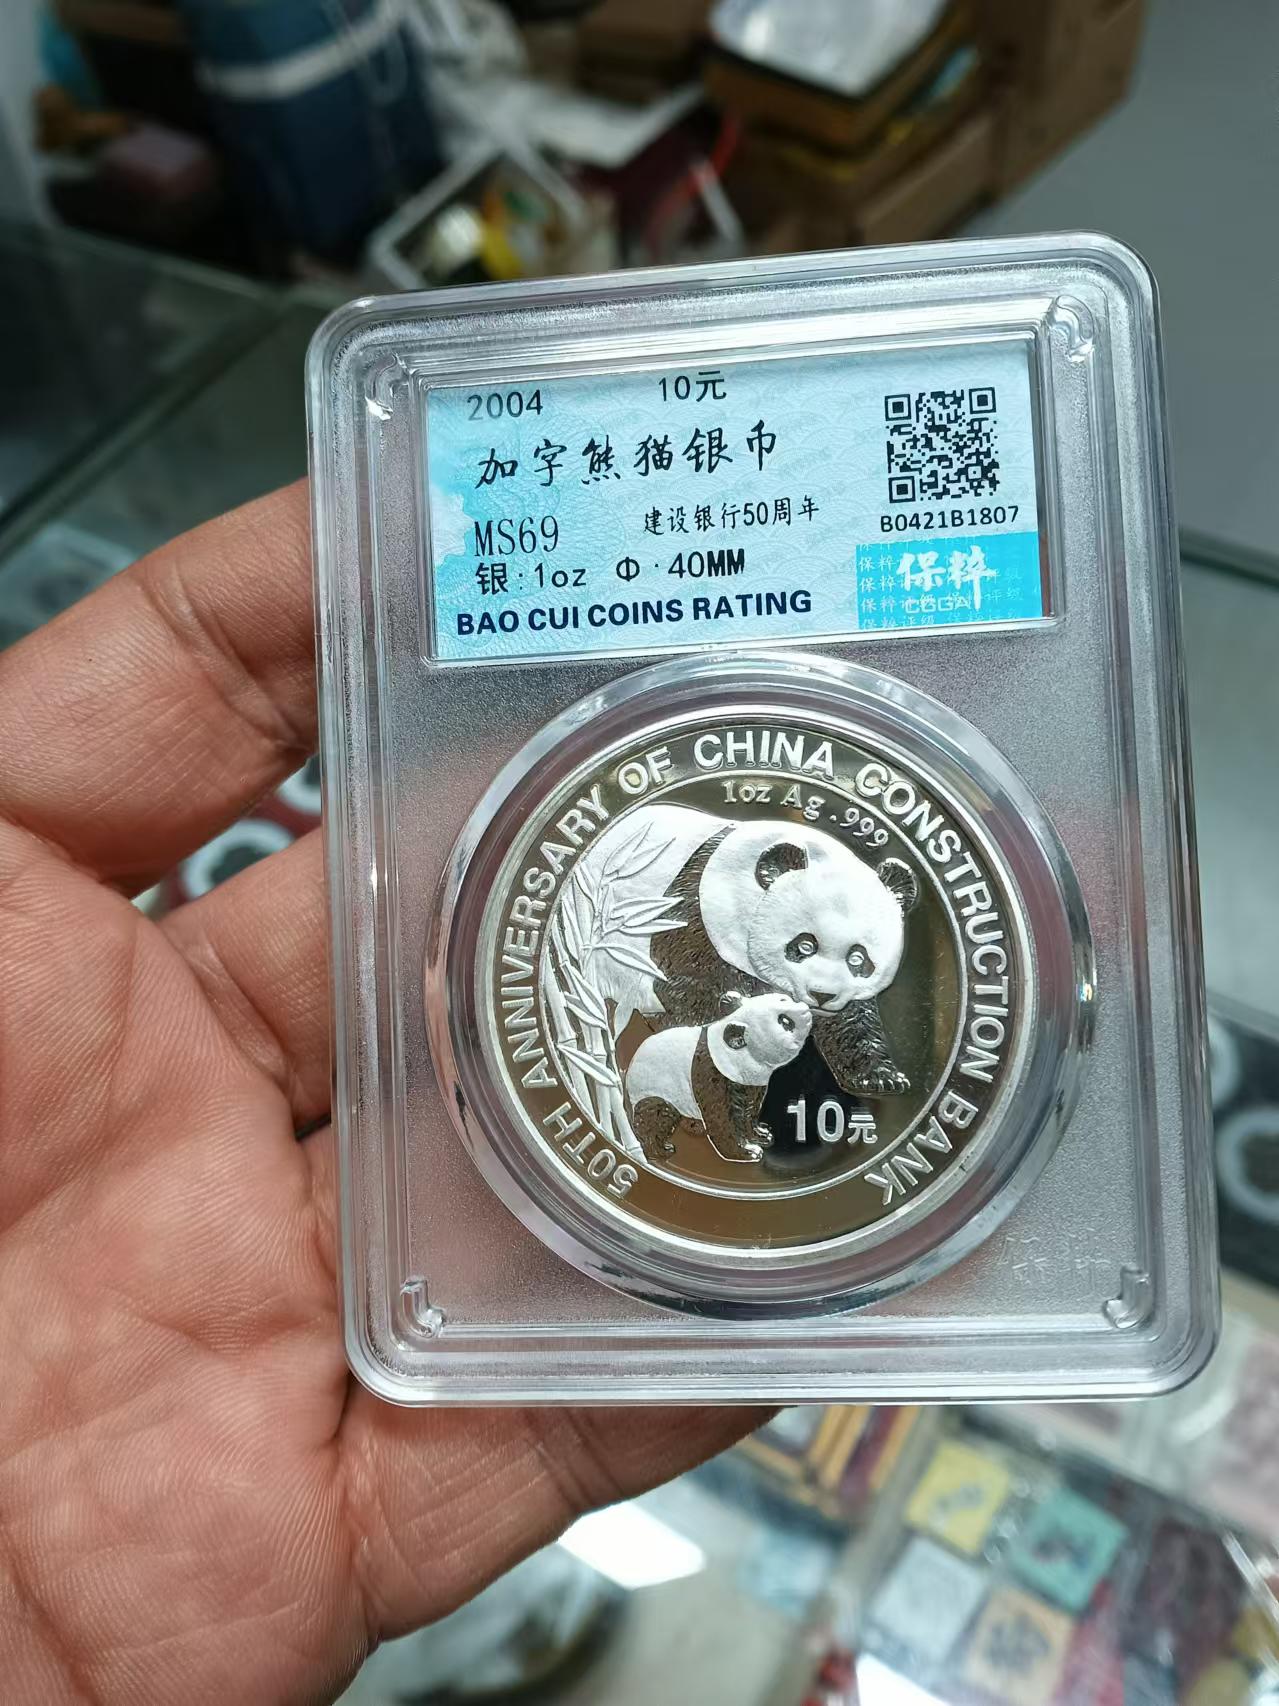 2004 10元
加字熊猫银币
MS69 建设银行50周年
银:1oz Φ·40MM
BAO CUI COINS RATING
B0421B1807
保粹
CCGA
50TH ANNIVERSARY OF CHINA CONSTRUCTION BANK
1oz Ag .999
10元